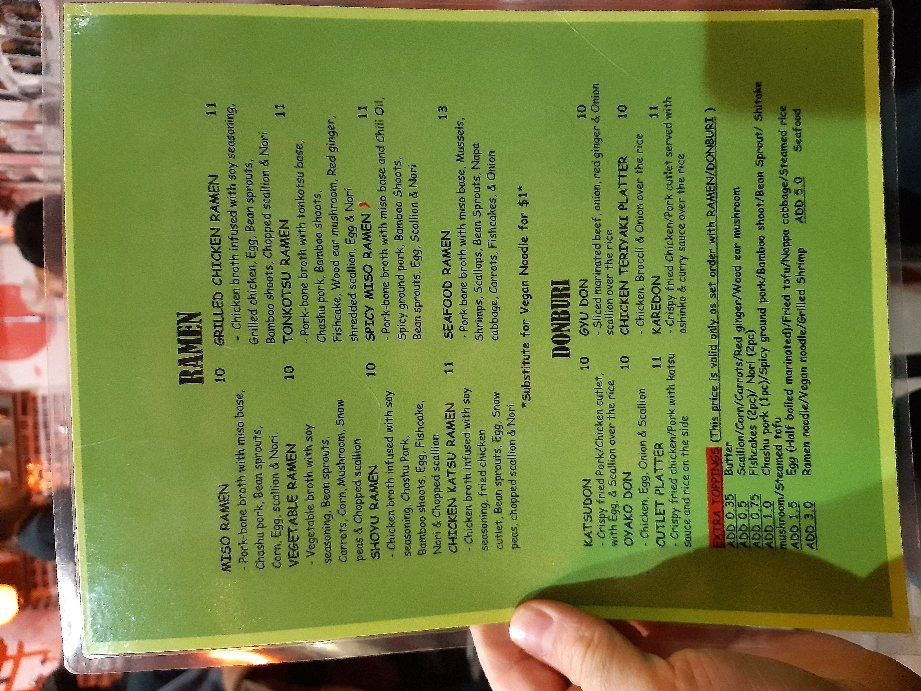 RAMEN
MISO RAMEN 10
- Pork-bone broth with miso base,
Chashu pork, Bean sprouts,
Corn, Egg, scallion & Nori.
VEGETABLE RAMEN 10
- Vegetable broth with soy
seasoning, Bean sprouts,
Carrots, Corn, Mushroom, Snow
peas & Chopped scallion
SHOYU RAMEN 10
- Chicken broth infused with soy
seasoning, Chashu Pork,
Bamboo shoots, Egg, Fishcake,
Nori & Chopped scallion
CHICKEN KATSU RAMEN 11
- Chicken broth infused with soy
seasoning, fried chicken
cutlet, Bean sprouts, Egg, Snow
peas, chopped scallion & Nori
GRILLED CHICKEN RAMEN 11
- Chicken broth infused with soy seasoning,
Grilled chicken, Egg, Bean sprouts,
Bamboo shoots, Chopped scallion & Nori
TONKOTSU RAMEN 11
- Pork-bone broth with tonkotsu base,
Chashu pork, Bamboo shoots
Fishcake, Wood ear mushroom, Red ginger,
shredded scallion, Egg & Nori
SPICY MISO RAMEN 11
- Pork-bone broth with miso base and Chili Oil,
Spicy ground pork, Bamboo Shoots,
Bean sprouts, Egg, Scallion & Nori
SEAFOOD RAMEN 13
- Pork-bone broth with miso base, Mussels,
Shrimps, Scallops, Bean Sprouts, Napa
cabbage, Carrots, Fishcakes, & Onion
*Substitute for Vegan Noodle for $1*
DONBURI
KATSUDON 10
- Crispy fried Pork/Chicken cutlet,
with Egg & Scallion over the rice
OYAKO DON 10
- Chicken, Egg, Onion & Scallion
CUTLET PLATTER 11
- Crispy fried chicken/Pork with katsu
sauce and rice on the side
GYU DON 10
- Sliced marinated beef, onion, red ginger & Onion
scallion over the rice
CHICKEN TERIYAKI PLATTER 10
- Chicken, Broccli & Onion over the rice
KAREDON 11
- Crispy fried Chicken/Pork cutlet served with
oshinko & curry sauce over the rice
EXTRA TOPPINGS (This price is valid only as set order with RAMEN/DONBURI )
ADD 0.35 Butter
ADD 0.5 Scallion/Corn/Carrots/Red ginger/Wood ear mushroom
ADD 0.75 Fishcakes (2pc)/ Nori (2pc)
ADD 1.0 Chashu pork (1pc)/Spicy ground pork/Bamboo shoot/Bean Sprout/ Shitake
mushroom/Steamed tofu
ADD 1.5 Egg (Half boiled marinated)/Fried tofu/Nappa cabbage/Steamed rice
ADD 3.0 Ramen noodle/Vegan noodle/Grilled Shrimp ADD 5.0 Seafood